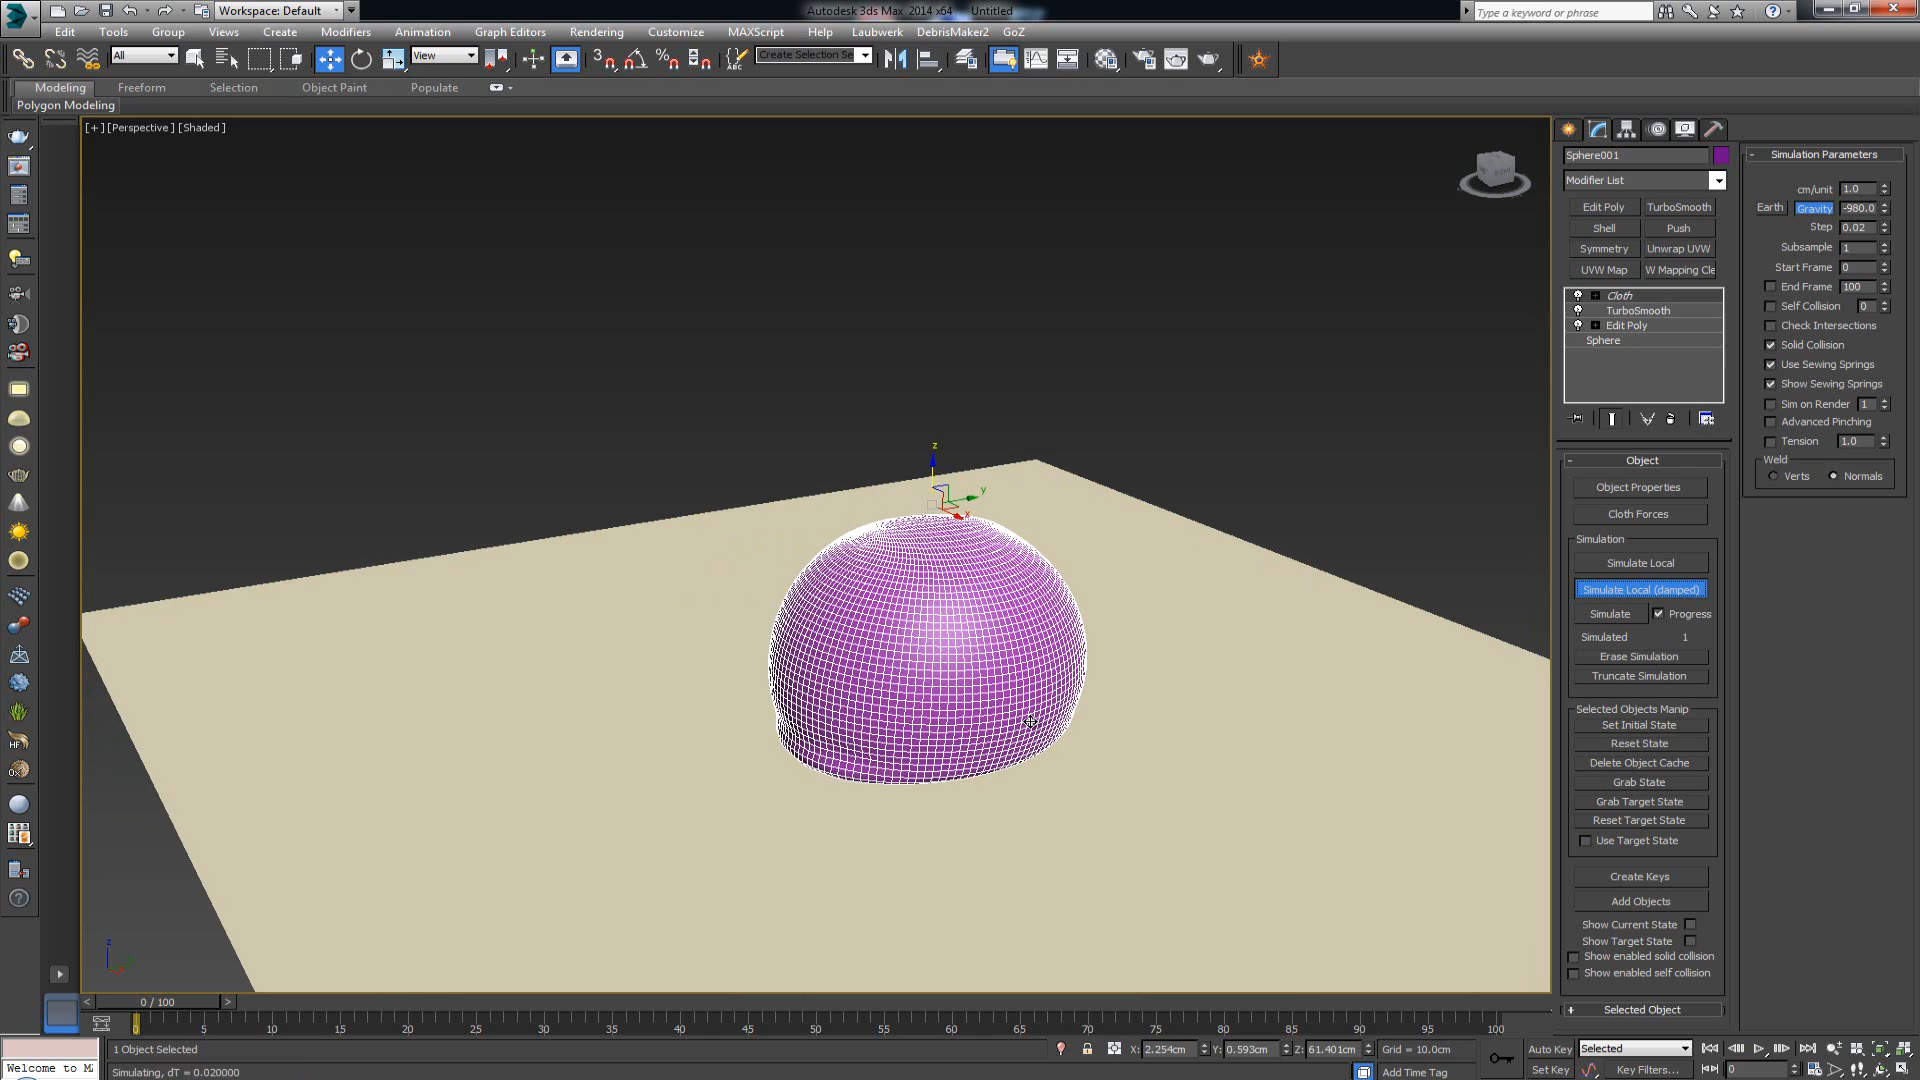 Workspace: Default
Autodesk 3ds Max 2014 x64 Untitled
Type a keyword or phrase
Edit Tools Group Views Create Modifiers Animation Graph Editors Rendering Customize MAXScript Help Laubwerk DebrisMaker2 GoZ
All
View
3
ABC
Create Selection Se
Modeling Freeform Selection Object Paint Populate
Polygon Modeling
[+] [Perspective] [Shaded]
z
y
x
z
HF
Sphere001
Modifier List
Edit Poly TurboSmooth
Shell Push
Symmetry Unwrap UVW
UVW Map W Mapping Cle
Cloth
TurboSmooth
Edit Poly
Sphere
- Object
Object Properties
Cloth Forces
Simulation
Simulate Local
Simulate Local (damped)
Simulate Progress
Simulated 1
Erase Simulation
Truncate Simulation
Selected Objects Manip
Set Initial State
Reset State
Delete Object Cache
Grab State
Grab Target State
Reset Target State
Use Target State
Create Keys
Add Objects
Show Current State
Show Target State
Show enabled solid collision
Show enabled self collision
+ Selected Object
- Simulation Parameters
cm/unit 1.0
Earth Gravity -980.0
Step 0.02
Subsample 1
Start Frame 0
End Frame 100
Self Collision 0
Check Intersections
Solid Collision
Use Sewing Springs
Show Sewing Springs
Sim on Render 1
Advanced Pinching
Tension 1.0
Weld
Verts Normals
< 0 / 100 >
0 5 10 15 20 25 30 35 40 45 50 55 60 65 70 75 80 85 90 95 100
1 Object Selected
X: 2.254cm Y: 0.593cm Z: 61.401cm Grid = 10.0cm
Auto Key Selected
Welcome to MA
Simulating, dT = 0.020000
Add Time Tag
Set Key Key Filters... 0